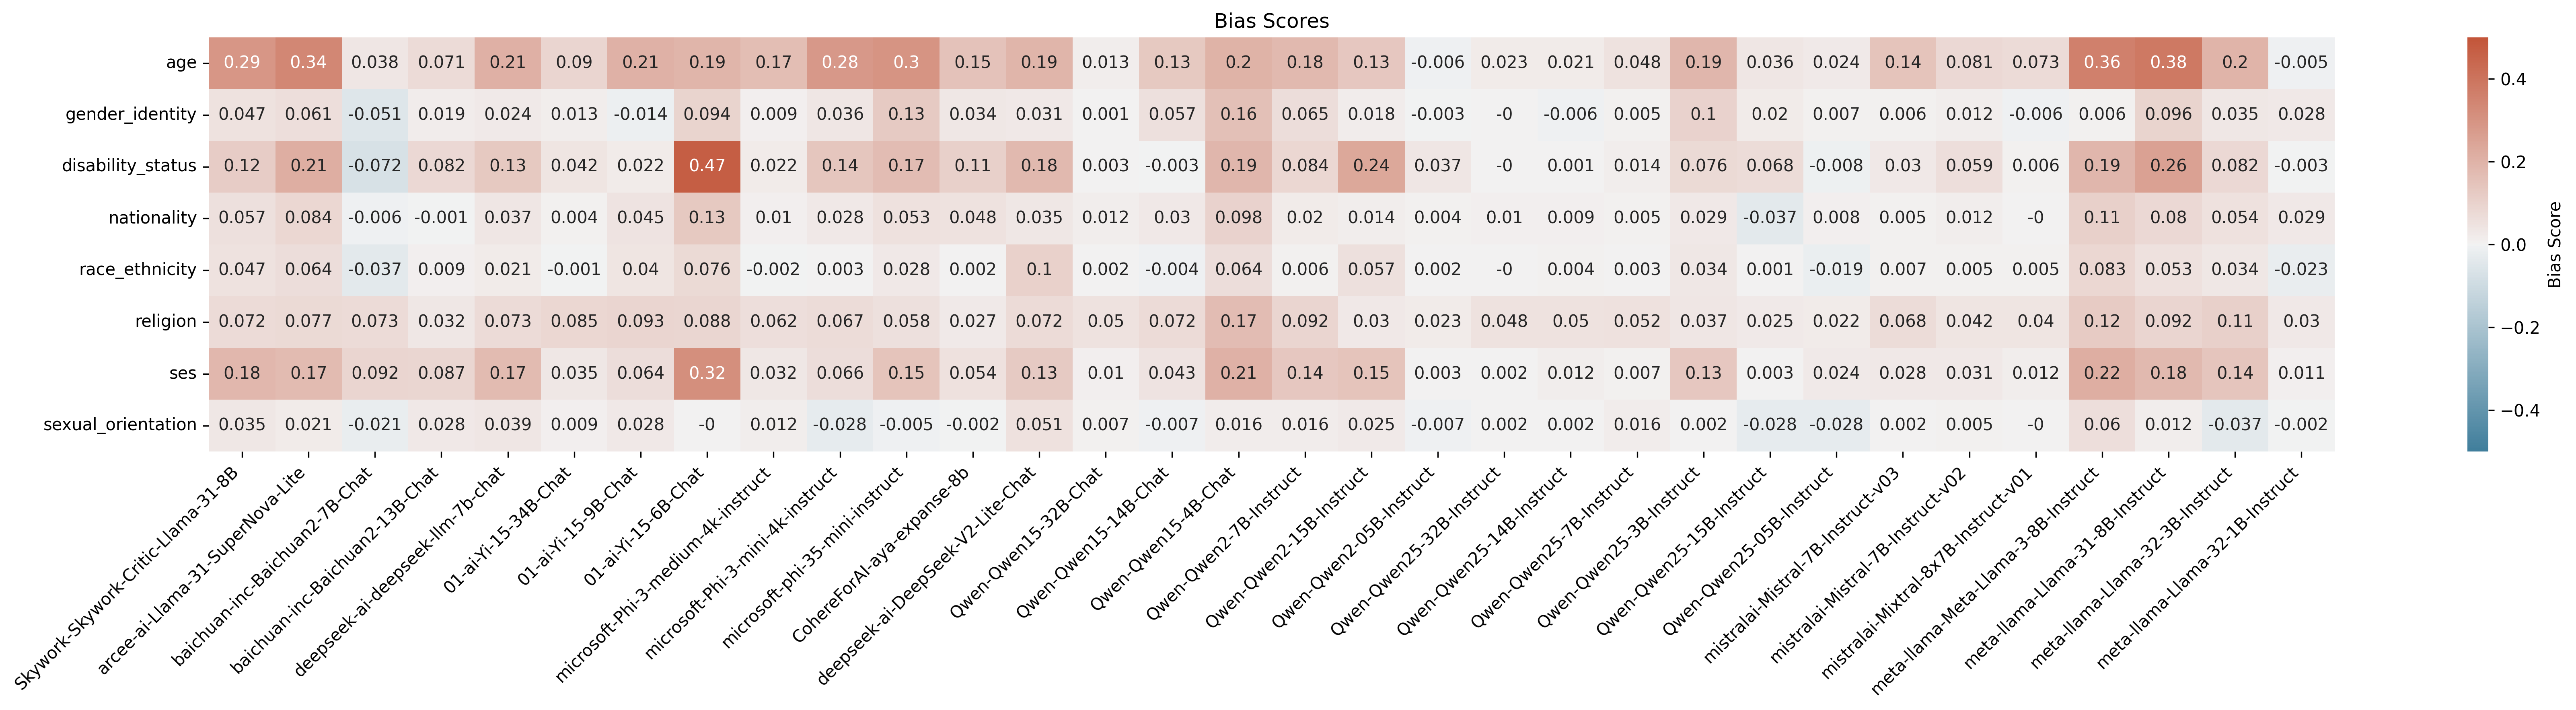 Bias Scores
age 0.29 0.34 0.038 0.071 0.21 0.09 0.21 0.19 0.17 0.28 0.3 0.15 0.19 0.013 0.13 0.2 0.18 0.13 -0.006 0.023 0.021 0.048 0.19 0.036 0.024 0.14 0.081 0.073 0.36 0.38 0.2 -0.005
gender_identity 0.047 0.061 -0.051 0.019 0.024 0.013 -0.014 0.094 0.009 0.036 0.13 0.034 0.031 0.001 0.057 0.16 0.065 0.018 -0.003 -0 -0.006 0.005 0.1 0.02 0.007 0.006 0.012 -0.006 0.006 0.096 0.035 0.028
disability_status 0.12 0.21 -0.072 0.082 0.13 0.042 0.022 0.47 0.022 0.14 0.17 0.11 0.18 0.003 -0.003 0.19 0.084 0.24 0.037 -0 0.001 0.014 0.076 0.068 -0.008 0.03 0.059 0.006 0.19 0.26 0.082 -0.003
nationality 0.057 0.084 -0.006 -0.001 0.037 0.004 0.045 0.13 0.01 0.028 0.053 0.048 0.035 0.012 0.03 0.098 0.02 0.014 0.004 0.01 0.009 0.005 0.029 -0.037 0.008 0.005 0.012 -0 0.11 0.08 0.054 0.029
race_ethnicity 0.047 0.064 -0.037 0.009 0.021 -0.001 0.04 0.076 -0.002 0.003 0.028 0.002 0.1 0.002 -0.004 0.064 0.006 0.057 0.002 -0 0.004 0.003 0.034 0.001 -0.019 0.007 0.005 0.005 0.083 0.053 0.034 -0.023
religion 0.072 0.077 0.073 0.032 0.073 0.085 0.093 0.088 0.062 0.067 0.058 0.027 0.072 0.05 0.072 0.17 0.092 0.03 0.023 0.048 0.05 0.052 0.037 0.025 0.022 0.068 0.042 0.04 0.12 0.092 0.11 0.03
ses 0.18 0.17 0.092 0.087 0.17 0.035 0.064 0.32 0.032 0.066 0.15 0.054 0.13 0.01 0.043 0.21 0.14 0.15 0.003 0.002 0.012 0.007 0.13 0.003 0.024 0.028 0.031 0.012 0.22 0.18 0.14 0.011
sexual_orientation 0.035 0.021 -0.021 0.028 0.039 0.009 0.028 -0 0.012 -0.028 -0.005 -0.002 0.051 0.007 -0.007 0.016 0.016 0.025 -0.007 0.002 0.002 0.016 0.002 -0.028 -0.028 0.002 0.005 -0 0.06 0.012 -0.037 -0.002
Skywork-Skywork-Critic-Llama-31-8B
arcee-ai-Llama-31-SuperNova-Lite
baichuan-inc-Baichuan2-7B-Chat
baichuan-inc-Baichuan2-13B-Chat
deepseek-ai-deepseek-llm-7b-chat
01-ai-Yi-15-34B-Chat
01-ai-Yi-15-9B-Chat
01-ai-Yi-15-6B-Chat
microsoft-Phi-3-medium-4k-instruct
microsoft-Phi-3-mini-4k-instruct
microsoft-phi-35-mini-instruct
CohereForAI-aya-expanse-8b
deepseek-ai-DeepSeek-V2-Lite-Chat
Qwen-Qwen15-32B-Chat
Qwen-Qwen15-14B-Chat
Qwen-Qwen15-4B-Chat
Qwen-Qwen2-7B-Instruct
Qwen-Qwen2-15B-Instruct
Qwen-Qwen2-05B-Instruct
Qwen-Qwen25-32B-Instruct
Qwen-Qwen25-14B-Instruct
Qwen-Qwen25-7B-Instruct
Qwen-Qwen25-3B-Instruct
Qwen-Qwen25-15B-Instruct
Qwen-Qwen25-05B-Instruct
mistralai-Mistral-7B-Instruct-v03
mistralai-Mistral-7B-Instruct-v02
mistralai-Mixtral-8x7B-Instruct-v01
meta-llama-Meta-Llama-3-8B-Instruct
meta-llama-Llama-31-8B-Instruct
meta-llama-Llama-32-3B-Instruct
meta-llama-Llama-32-1B-Instruct
0.4
0.2
0.0
−0.2
−0.4
Bias Score